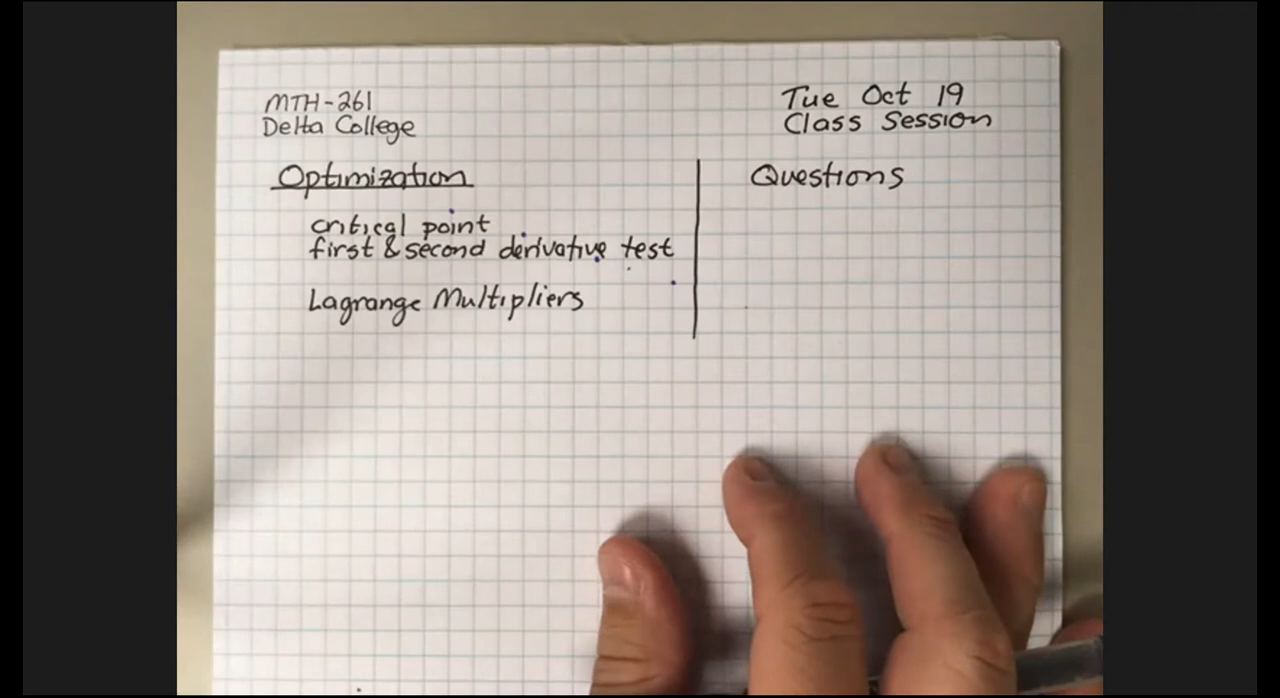 MTH-261
Delta College
Tue Oct 19
Class Session
Optimization
critical point
first & second derivative test
Lagrange Multipliers
Questions